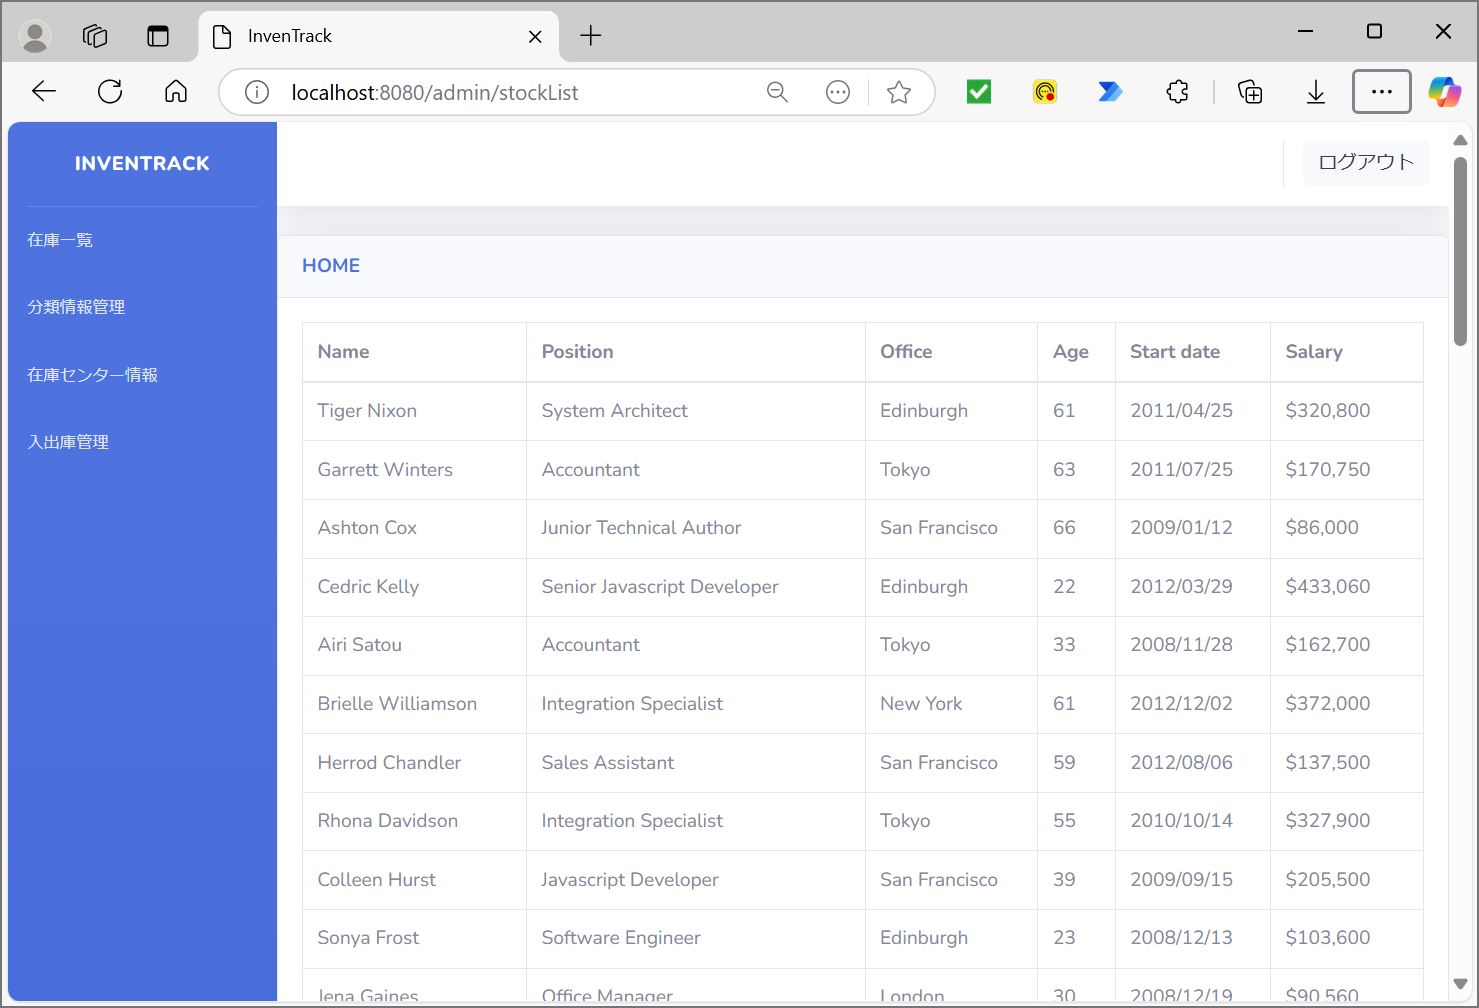 InvenTrack
localhost:8080/admin/stockList
INVENTRACK
ログアウト
在庫一覧
分類情報管理
在庫センター情報
入出庫管理
HOME
Name Position Office Age Start date Salary
Tiger Nixon System Architect Edinburgh 61 2011/04/25 $320,800
Garrett Winters Accountant Tokyo 63 2011/07/25 $170,750
Ashton Cox Junior Technical Author San Francisco 66 2009/01/12 $86,000
Cedric Kelly Senior Javascript Developer Edinburgh 22 2012/03/29 $433,060
Airi Satou Accountant Tokyo 33 2008/11/28 $162,700
Brielle Williamson Integration Specialist New York 61 2012/12/02 $372,000
Herrod Chandler Sales Assistant San Francisco 59 2012/08/06 $137,500
Rhona Davidson Integration Specialist Tokyo 55 2010/10/14 $327,900
Colleen Hurst Javascript Developer San Francisco 39 2009/09/15 $205,500
Sonya Frost Software Engineer Edinburgh 23 2008/12/13 $103,600
Jena Gaines Office Manager London 30 2008/12/19 $90,560